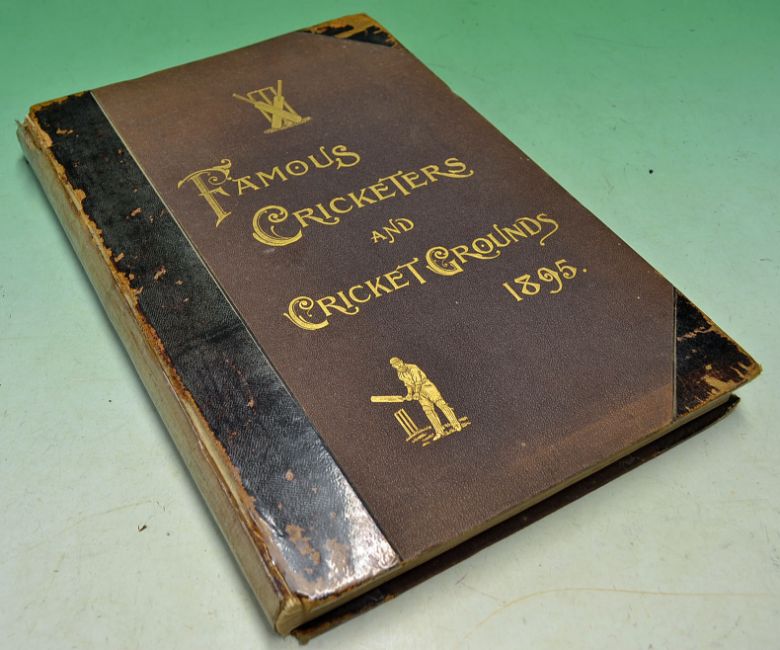 Famous
Cricketers
and
Cricket Grounds
1895.